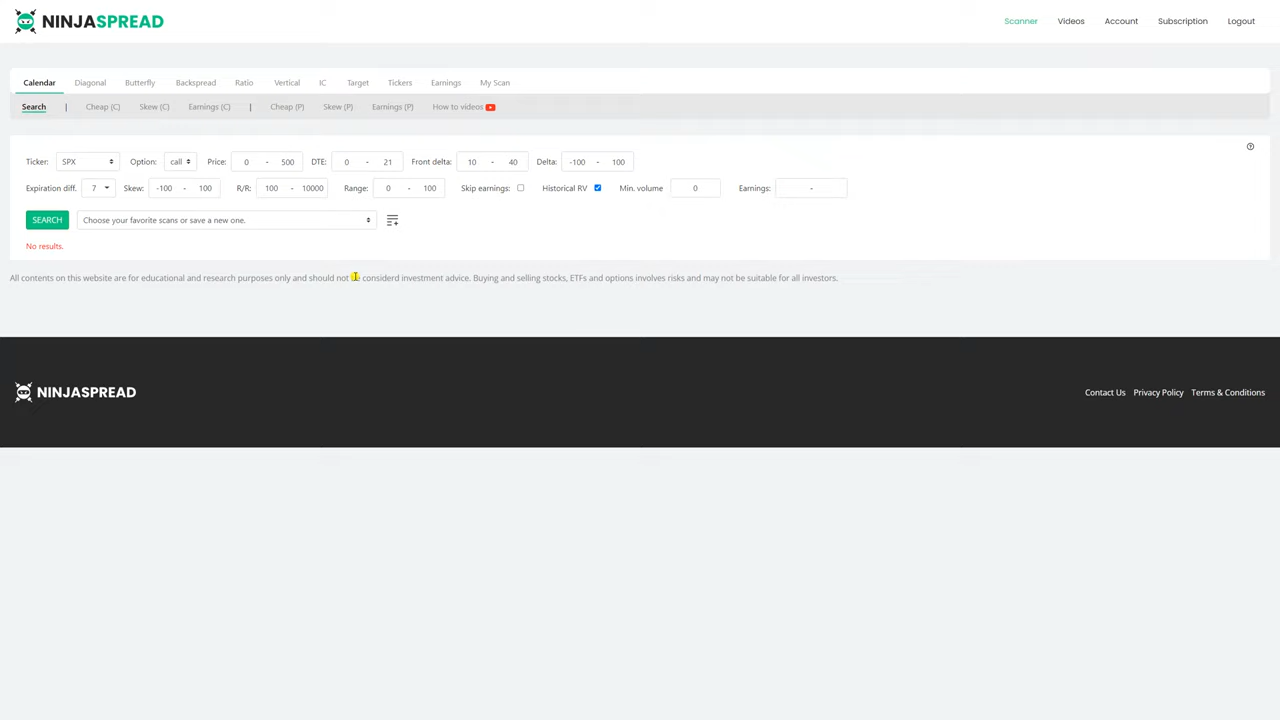 NINJASPREAD
Scanner Videos Account Subscription Logout
Calendar Diagonal Butterfly Backspread Ratio Vertical IC Target Tickers Earnings My Scan
Search | Cheap (C) Skew (C) Earnings (C) | Cheap (P) Skew (P) Earnings (P) How to videos
Ticker: SPX Option: call Price: 0 - 500 DTE: 0 - 21 Front delta: 10 - 40 Delta: -100 - 100
Expiration diff. 7 Skew: -100 - 100 R/R: 100 - 10000 Range: 0 - 100 Skip earnings: Historical RV Min. volume 0 Earnings: -
SEARCH Choose your favorite scans or save a new one.
No results.
All contents on this website are for educational and research purposes only and should not be considerd investment advice. Buying and selling stocks, ETFs and options involves risks and may not be suitable for all investors.
NINJASPREAD
Contact Us Privacy Policy Terms & Conditions